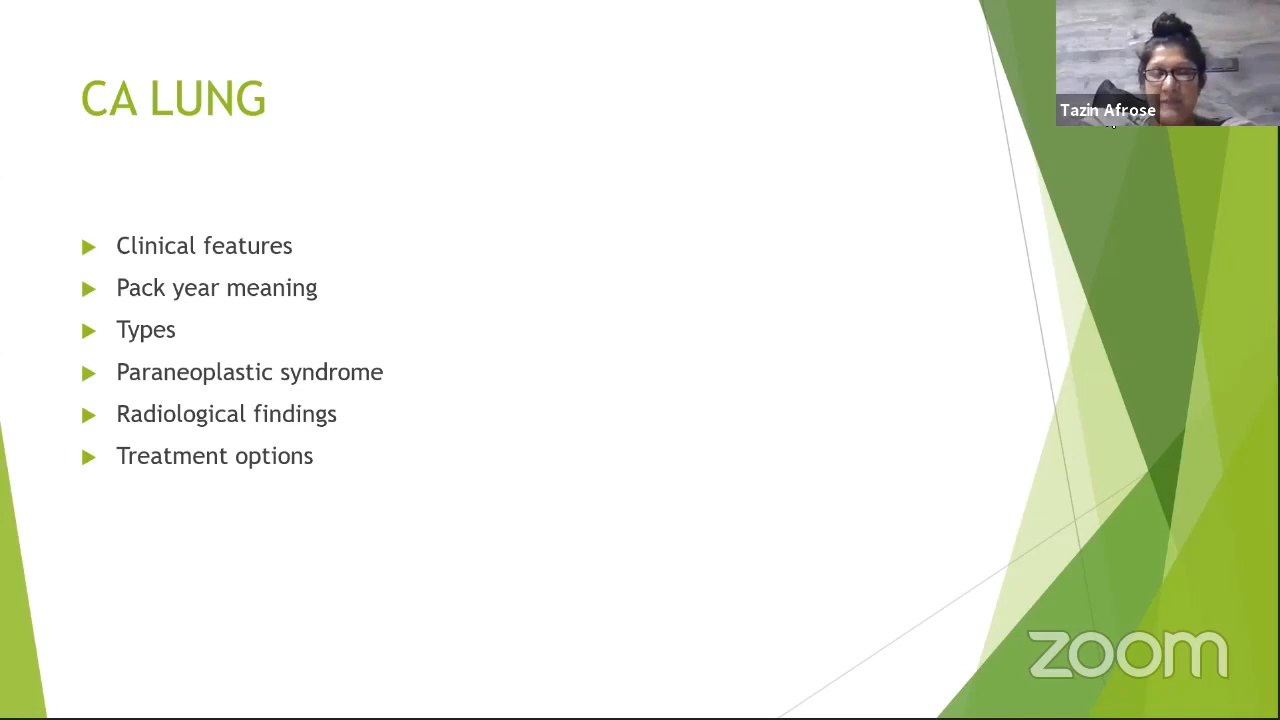 CA LUNG
Tazin Afrose
Clinical features
Pack year meaning
Types
Paraneoplastic syndrome
Radiological findings
Treatment options
zoom